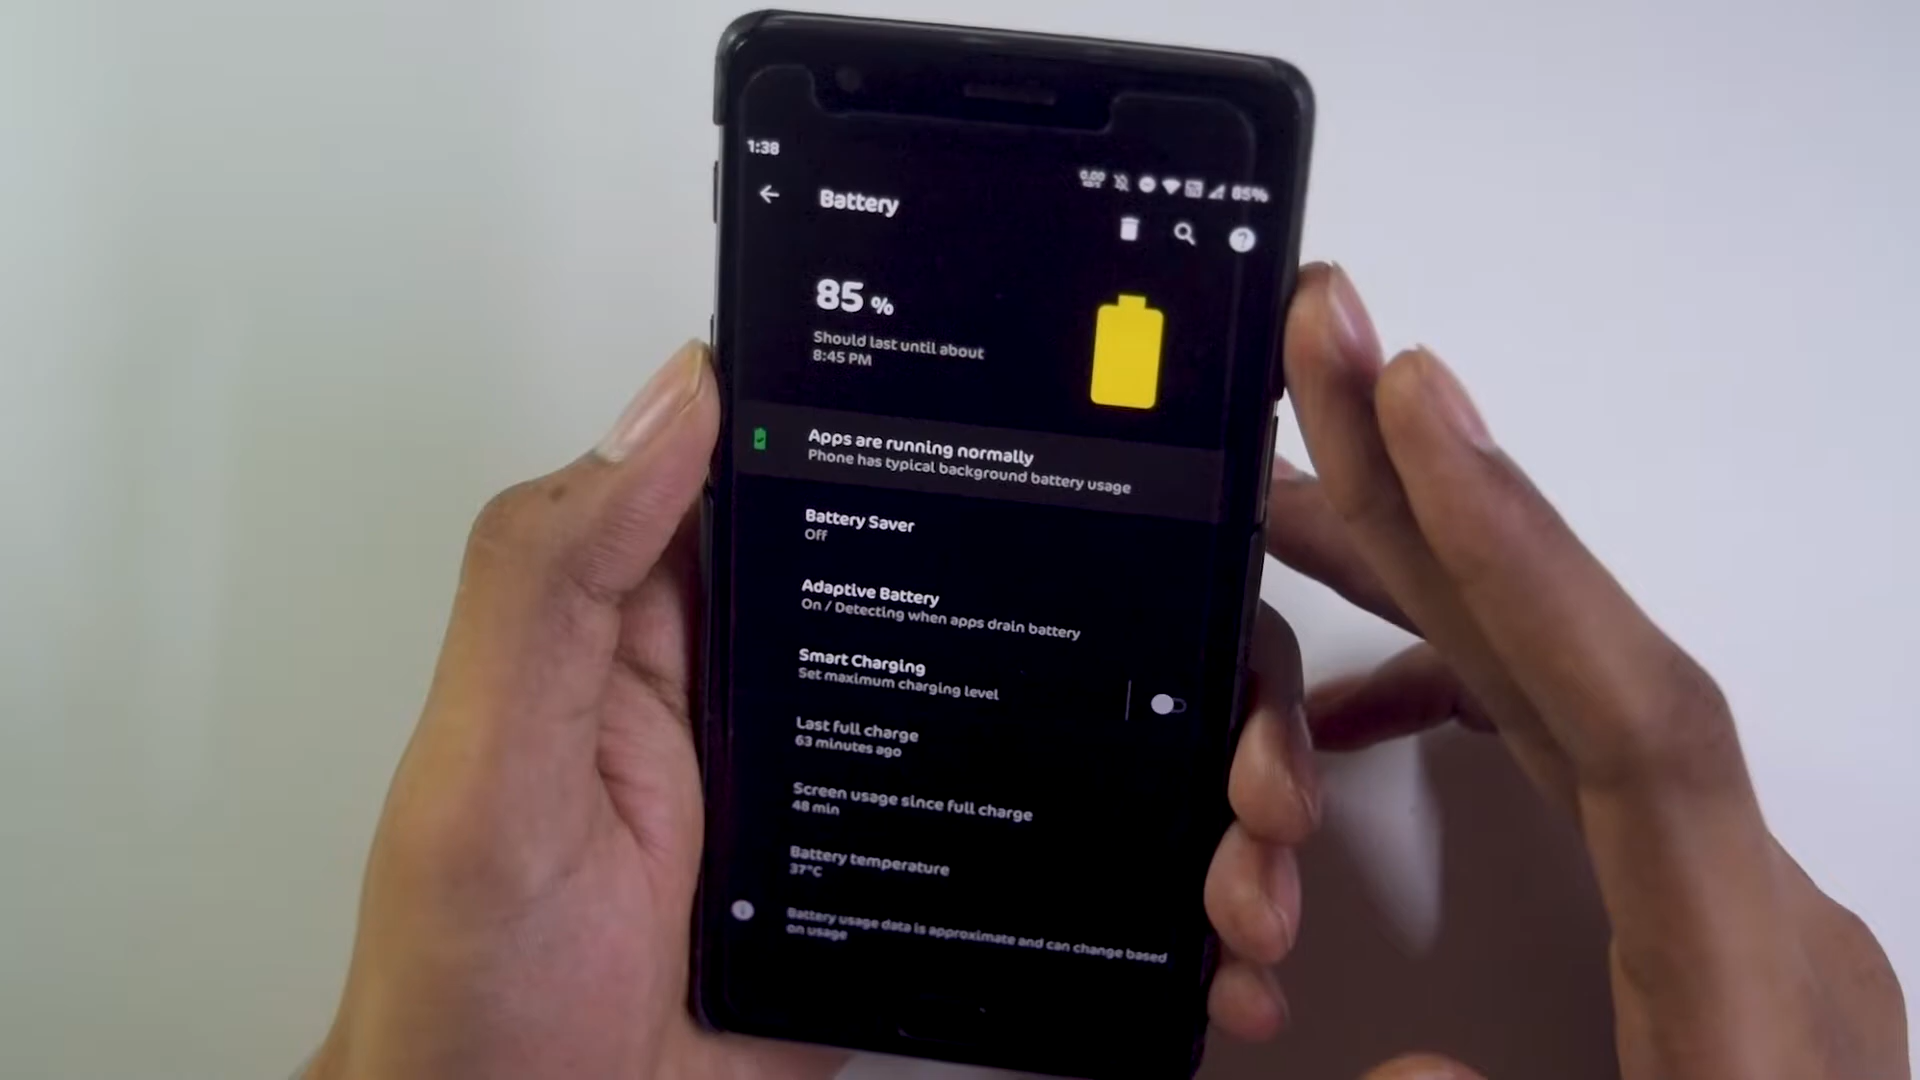 1:38
0.00
85%
Battery
85 %
Should last until about
8:45 PM
Apps are running normally
Phone has typical background battery usage
Battery Saver
Off
Adaptive Battery
On / Detecting when apps drain battery
Smart Charging
Set maximum charging level
Last full charge
63 minutes ago
Screen usage since full charge
48 min
Battery temperature
37°C
Battery usage data is approximate and can change based
on usage